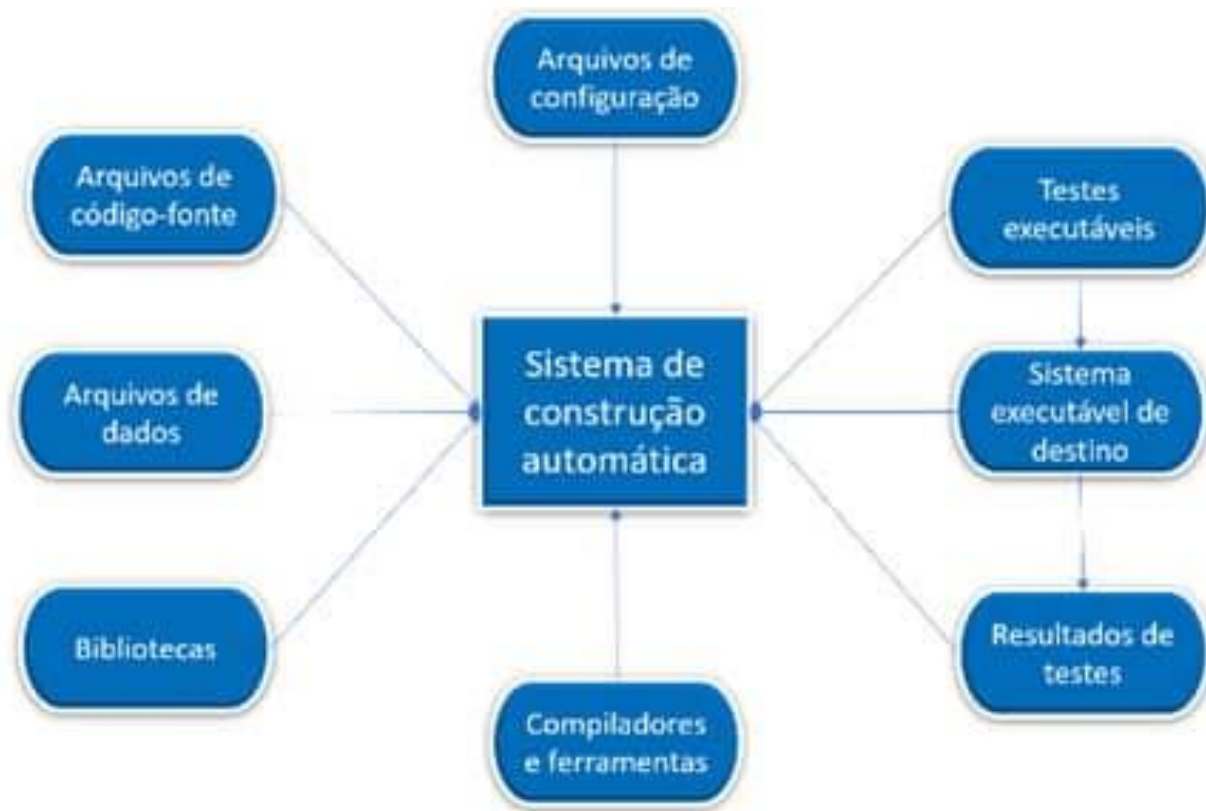 Arquivos de
configuração
Arquivos de
código-fonte
Testes
executáveis
Sistema de
construção
automática
Arquivos de
dados
Sistema
executável de
destino
Bibliotecas
Compiladores
e ferramentas
Resultados de
testes